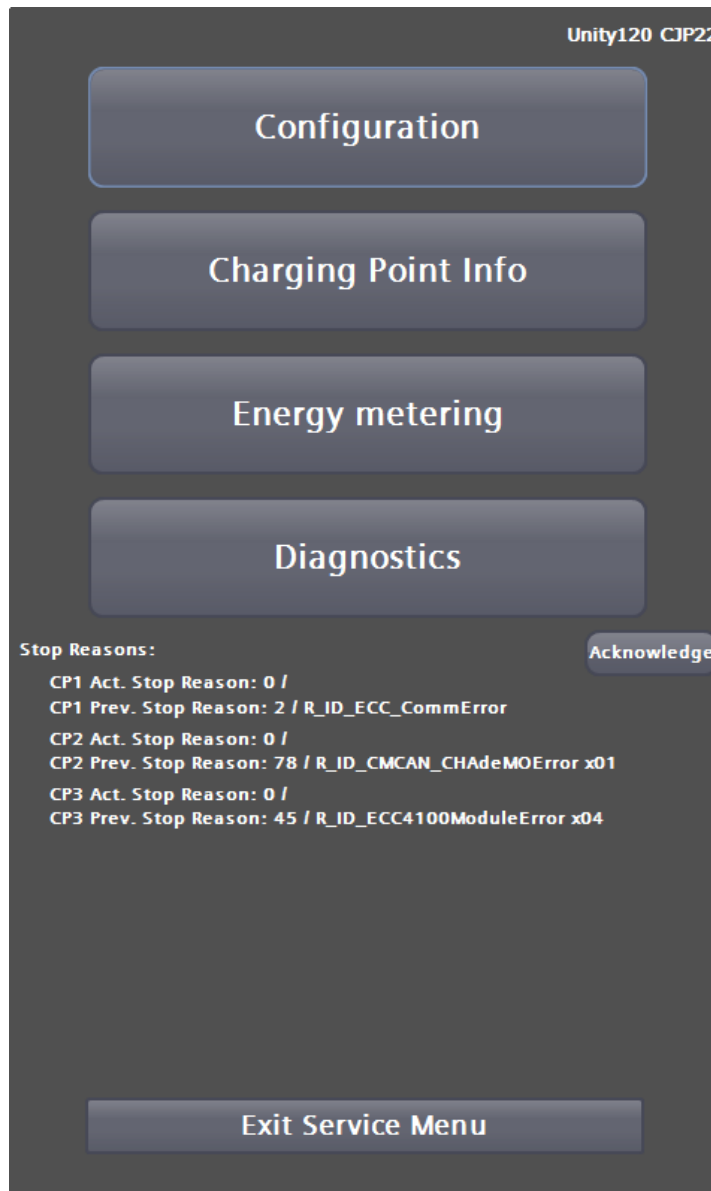 Unity120 CJP22
Configuration
Charging Point Info
Energy metering
Diagnostics
Stop Reasons:
Acknowledge
CP1 Act. Stop Reason: 0 /
CP1 Prev. Stop Reason: 2 / R_ID_ECC_CommError
CP2 Act. Stop Reason: 0 /
CP2 Prev. Stop Reason: 78 / R_ID_CMCAN_CHAdeMOError x01
CP3 Act. Stop Reason: 0 /
CP3 Prev. Stop Reason: 45 / R_ID_ECC4100ModuleError x04
Exit Service Menu